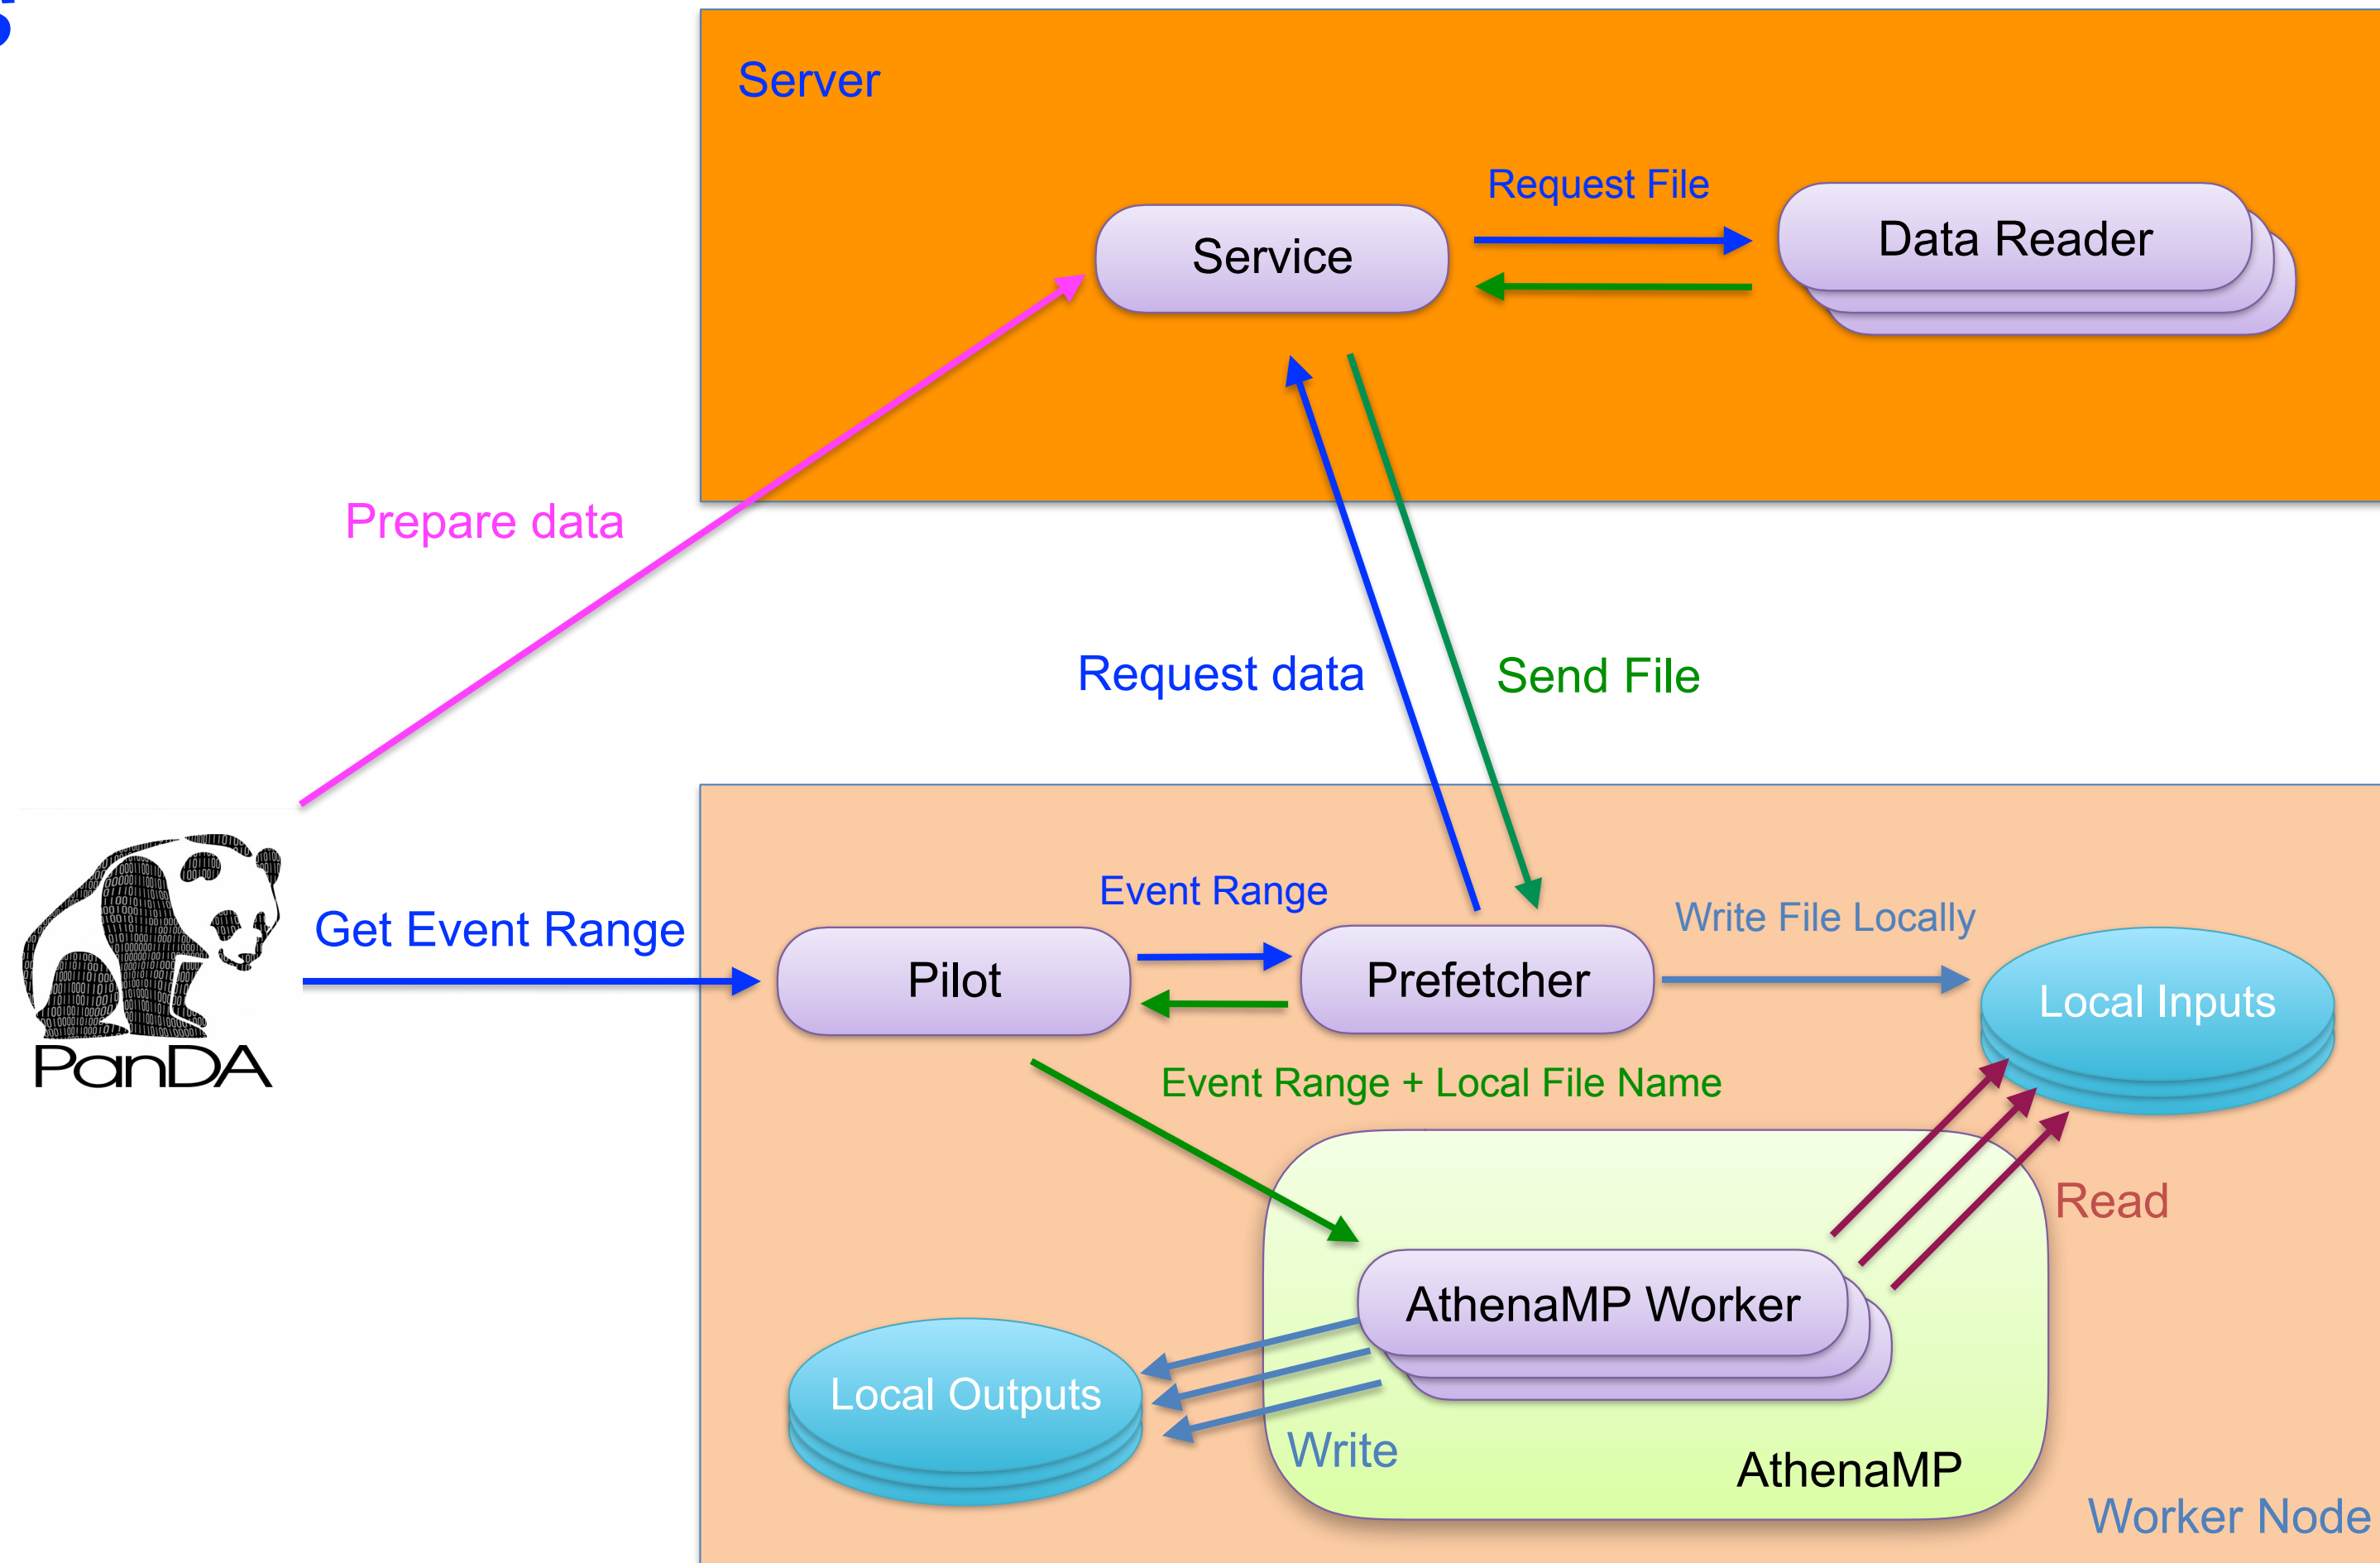 Server
Request File
Service
Data Reader
Prepare data
Request data
Send File
Get Event Range
Event Range
Write File Locally
Pilot
Prefetcher
Local Inputs
PanDA
Event Range + Local File Name
Read
AthenaMP Worker
Local Outputs
Write
AthenaMP
Worker Node